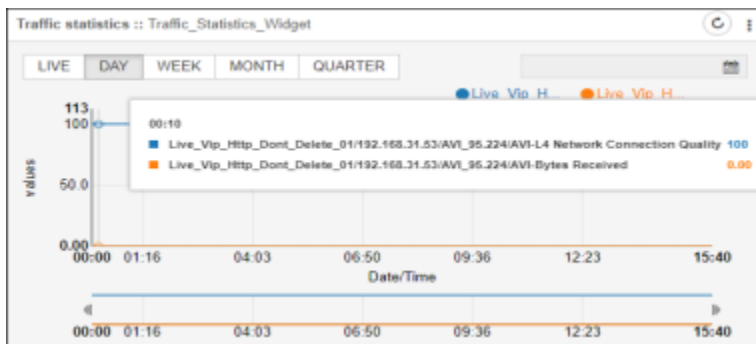 Traffic statistics :: Traffic_Statistics_Widget
LIVE DAY WEEK MONTH QUARTER
Live_Vip_H... Live_Vip_H...
113
100
00:10
Live_Vip_Http_Dont_Delete_01/192.168.31.53/AVI_95.224/AVI-L4 Network Connection Quality 100
Live_Vip_Http_Dont_Delete_01/192.168.31.53/AVI_95.224/AVI-Bytes Received 0.00
values
50.0
0.00
00:00 01:16 04:03 06:50 09:36 12:23 15:40
Date/Time
00:00 01:16 04:03 06:50 09:36 12:23 15:40